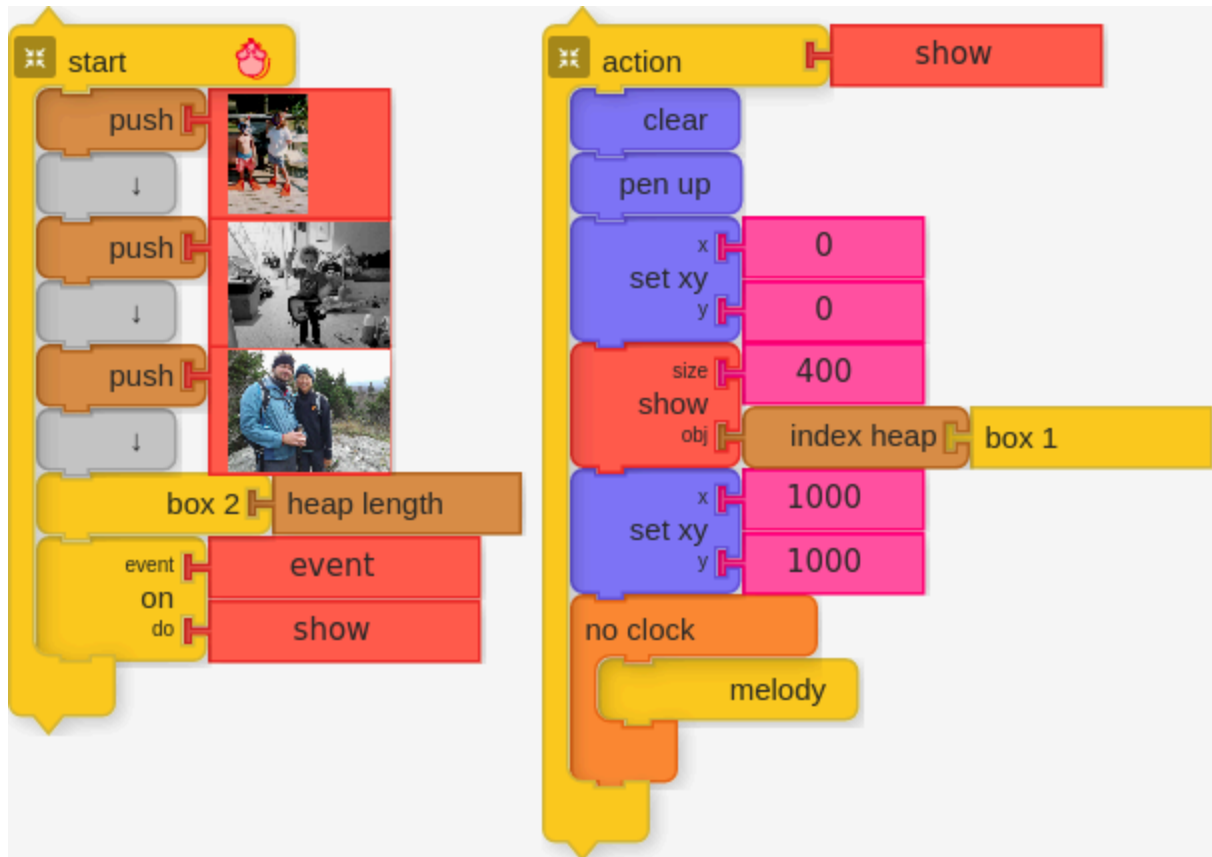 start
push
↓
push
↓
push
↓
box 2 heap length
event event
on
do show
action show
clear
pen up
x 0
set xy
y 0
size 400
show
obj index heap box 1
x 1000
set xy
y 1000
no clock
melody